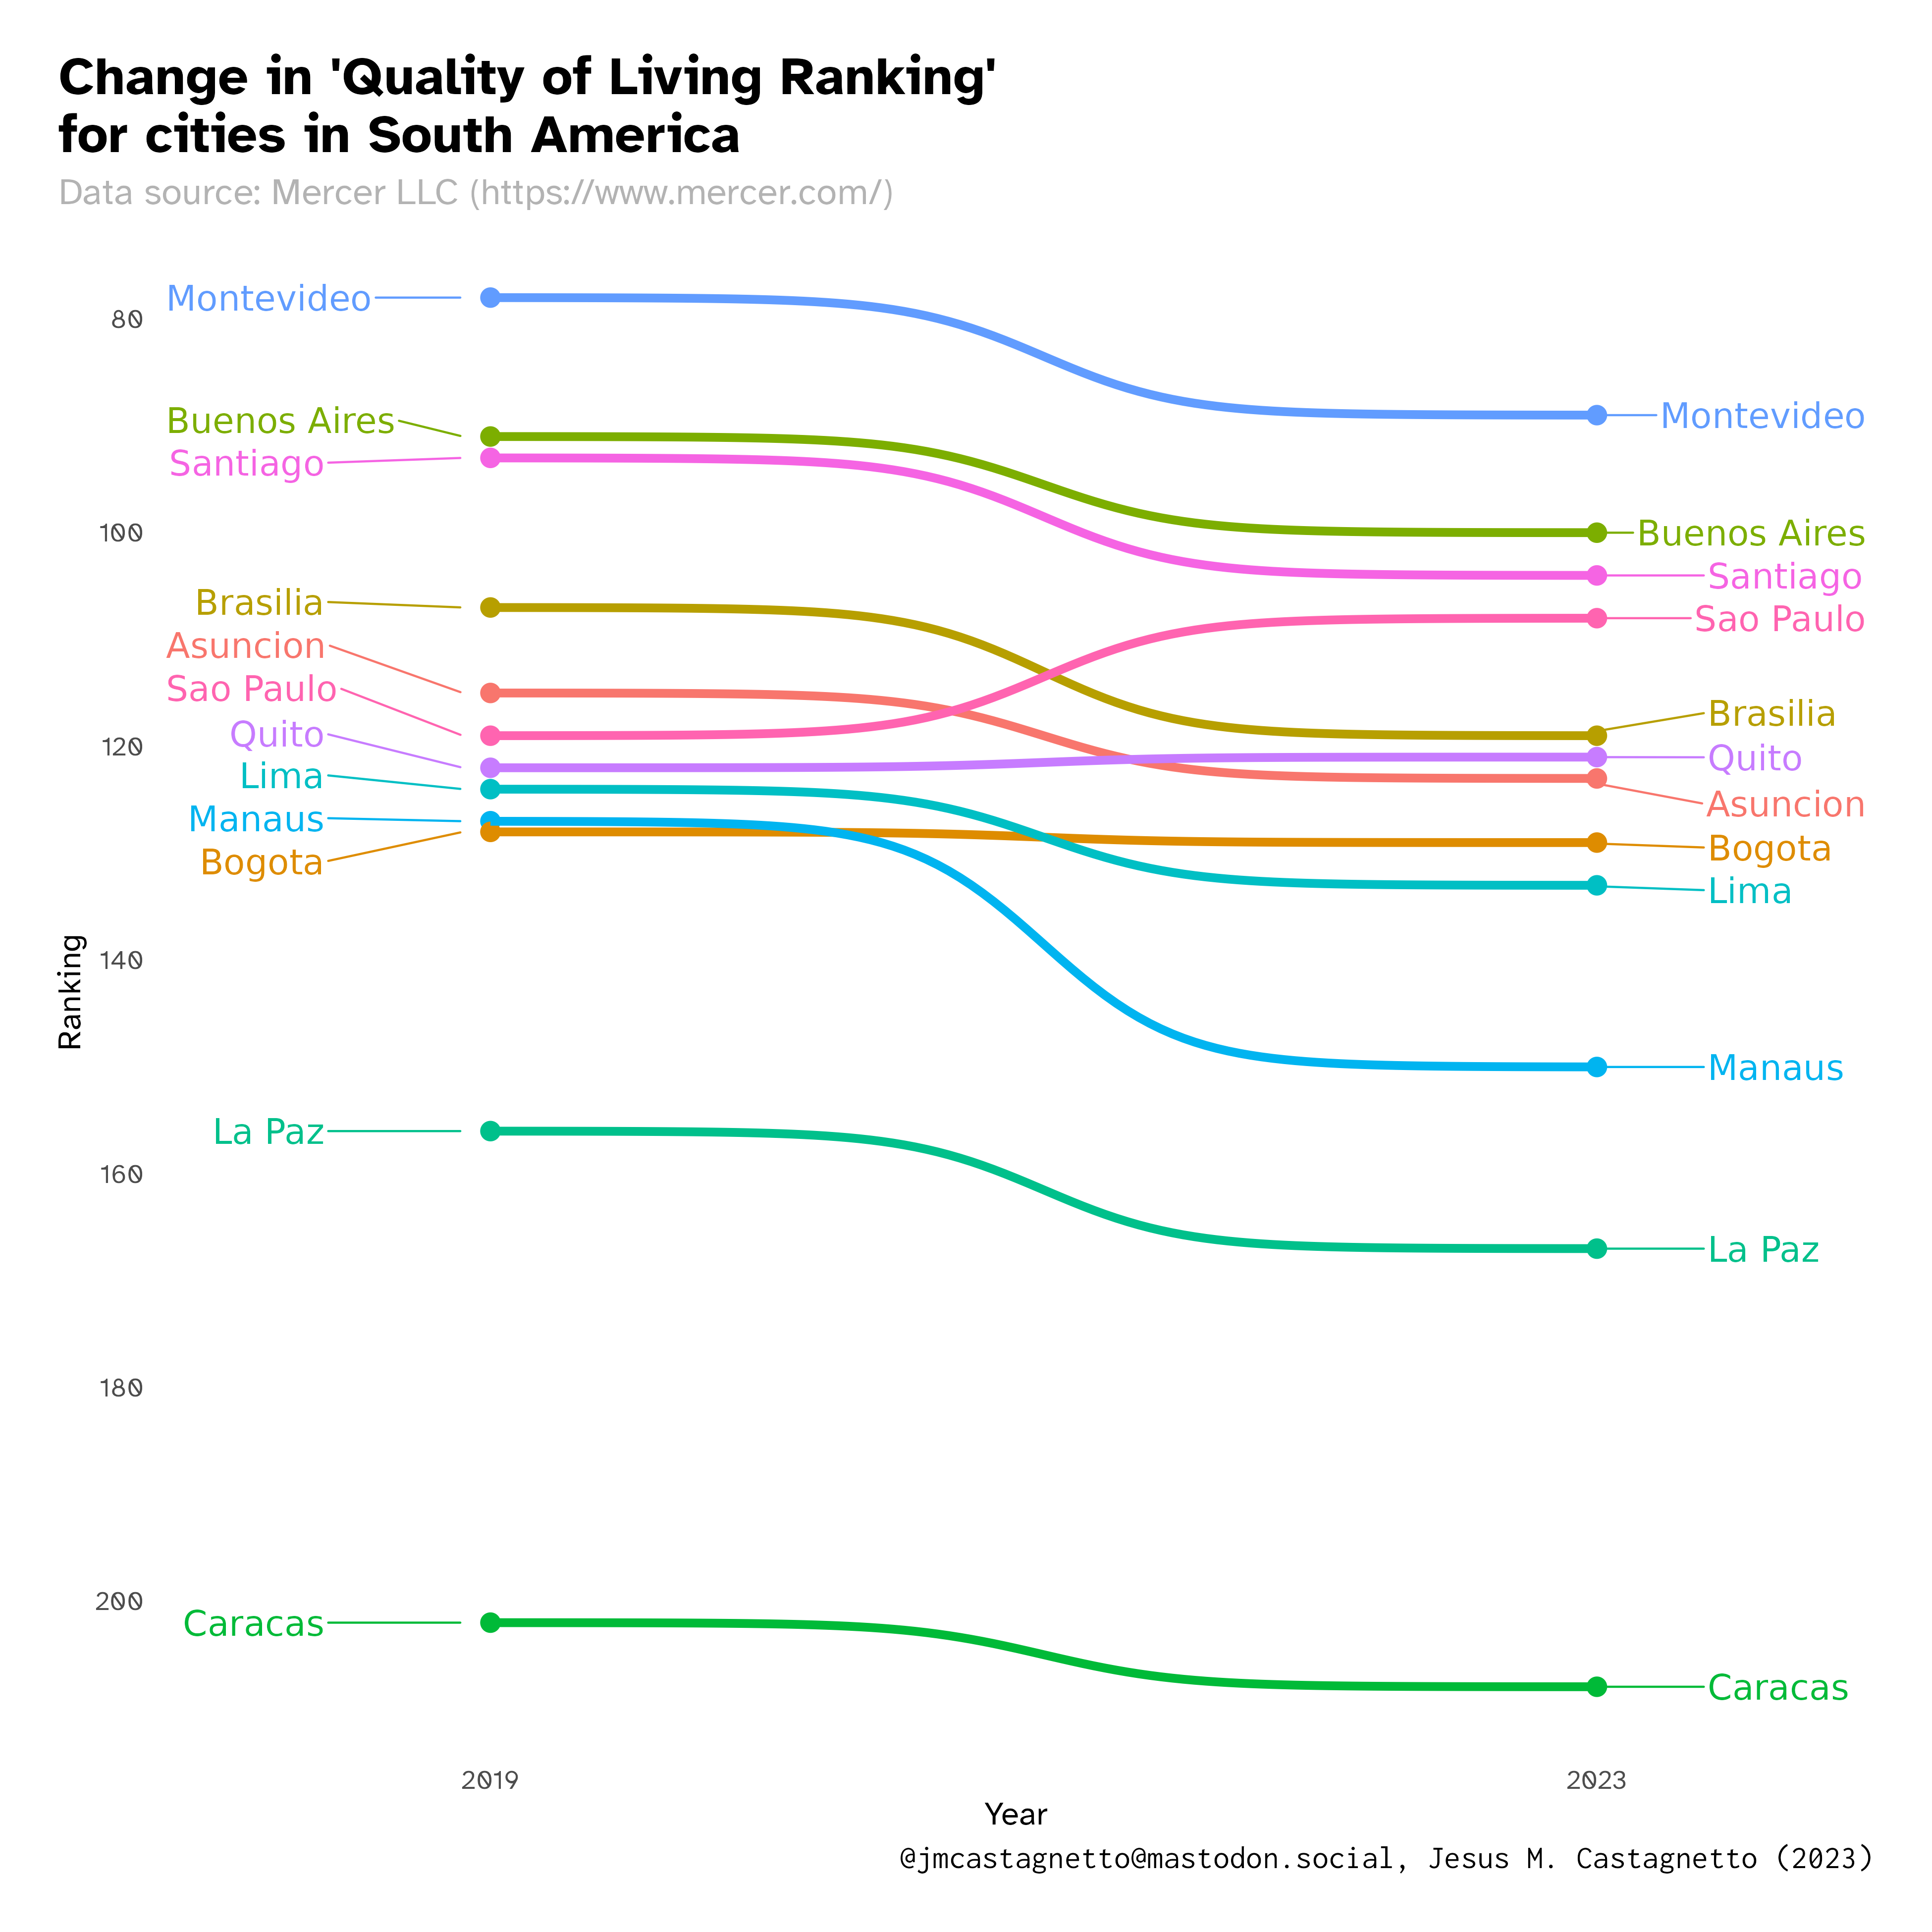 Change in 'Quality of Living Ranking'
for cities in South America
Data source: Mercer LLC (https://www.mercer.com/)
Montevideo
80
Buenos Aires
Santiago
100
Brasilia
Asuncion
Sao Paulo
Quito
120
Lima
Manaus
Bogota
Ranking
140
La Paz
160
180
200
Caracas
Montevideo
Buenos Aires
Santiago
Sao Paulo
Brasilia
Quito
Asuncion
Bogota
Lima
Manaus
La Paz
Caracas
2019
2023
Year
@jmcastagnetto@mastodon.social, Jesus M. Castagnetto (2023)